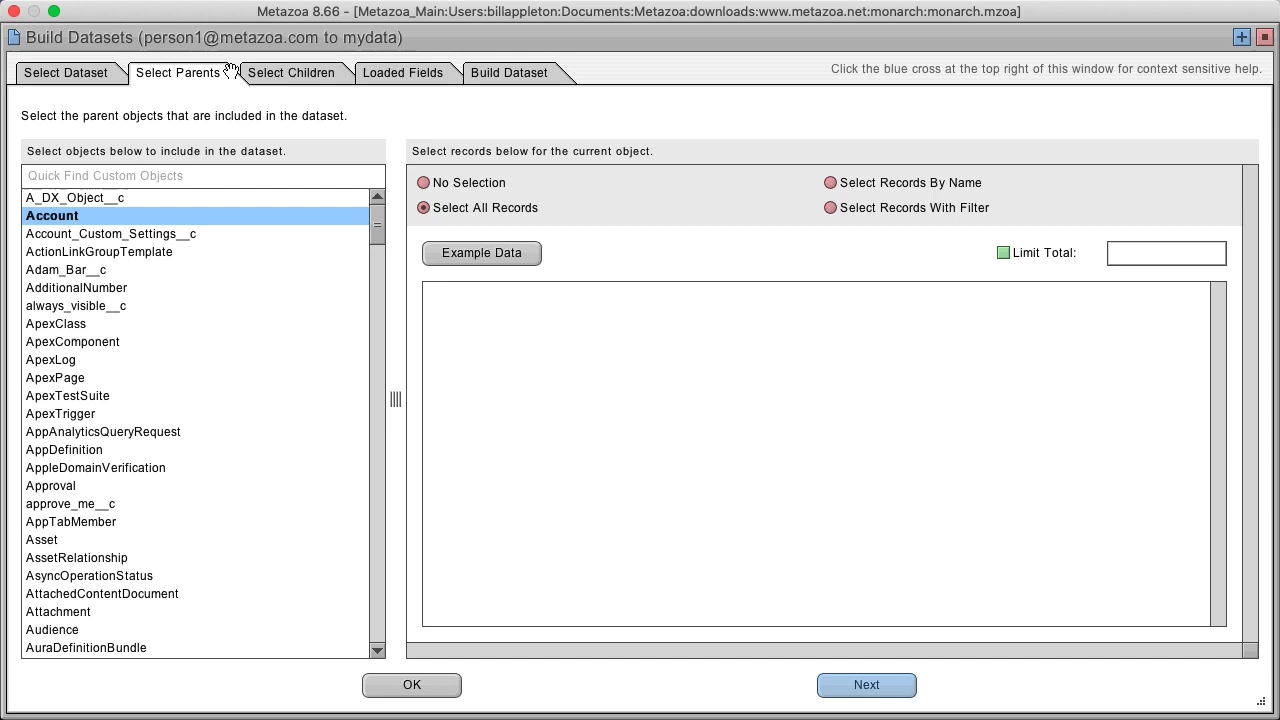 Metazoa 8.66 - [Metazoa_Main:Users:billappleton:Documents:Metazoa:downloads:www.metazoa.net:monarch:monarch.mzoa]
Build Datasets (person1@metazoa.com to mydata)
Select Dataset
Select Parents
Select Children
Loaded Fields
Build Dataset
Click the blue cross at the top right of this window for context sensitive help.
Select the parent objects that are included in the dataset.
Select objects below to include in the dataset.
Quick Find Custom Objects
A_DX_Object__c
Account
Account_Custom_Settings__c
ActionLinkGroupTemplate
Adam_Bar__c
AdditionalNumber
always_visible__c
ApexClass
ApexComponent
ApexLog
ApexPage
ApexTestSuite
ApexTrigger
AppAnalyticsQueryRequest
AppDefinition
AppleDomainVerification
Approval
approve_me__c
AppTabMember
Asset
AssetRelationship
AsyncOperationStatus
AttachedContentDocument
Attachment
Audience
AuraDefinitionBundle
Select records below for the current object.
No Selection
Select Records By Name
Select All Records
Select Records With Filter
Example Data
Limit Total:
OK
Next